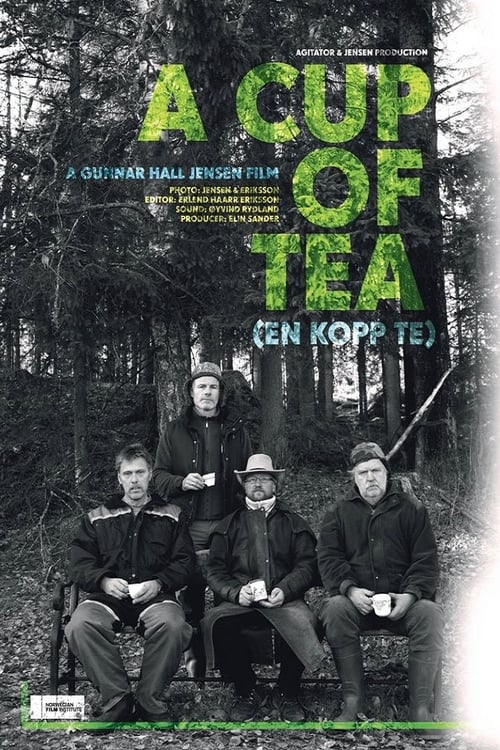 AGITATOR & JENSEN PRODUCTION
A CUP
OF
TEA
(EN KOPP TE)
A GUNNAR HALL JENSEN FILM
PHOTO: JENSEN & ERIKSSON
EDITOR: ERLEND HAARR ERIKSSON
SOUND: ØYVIND RYDLAND
PRODUCER: ELIN SANDER
NORWEGIAN
FILM INSTITUTE